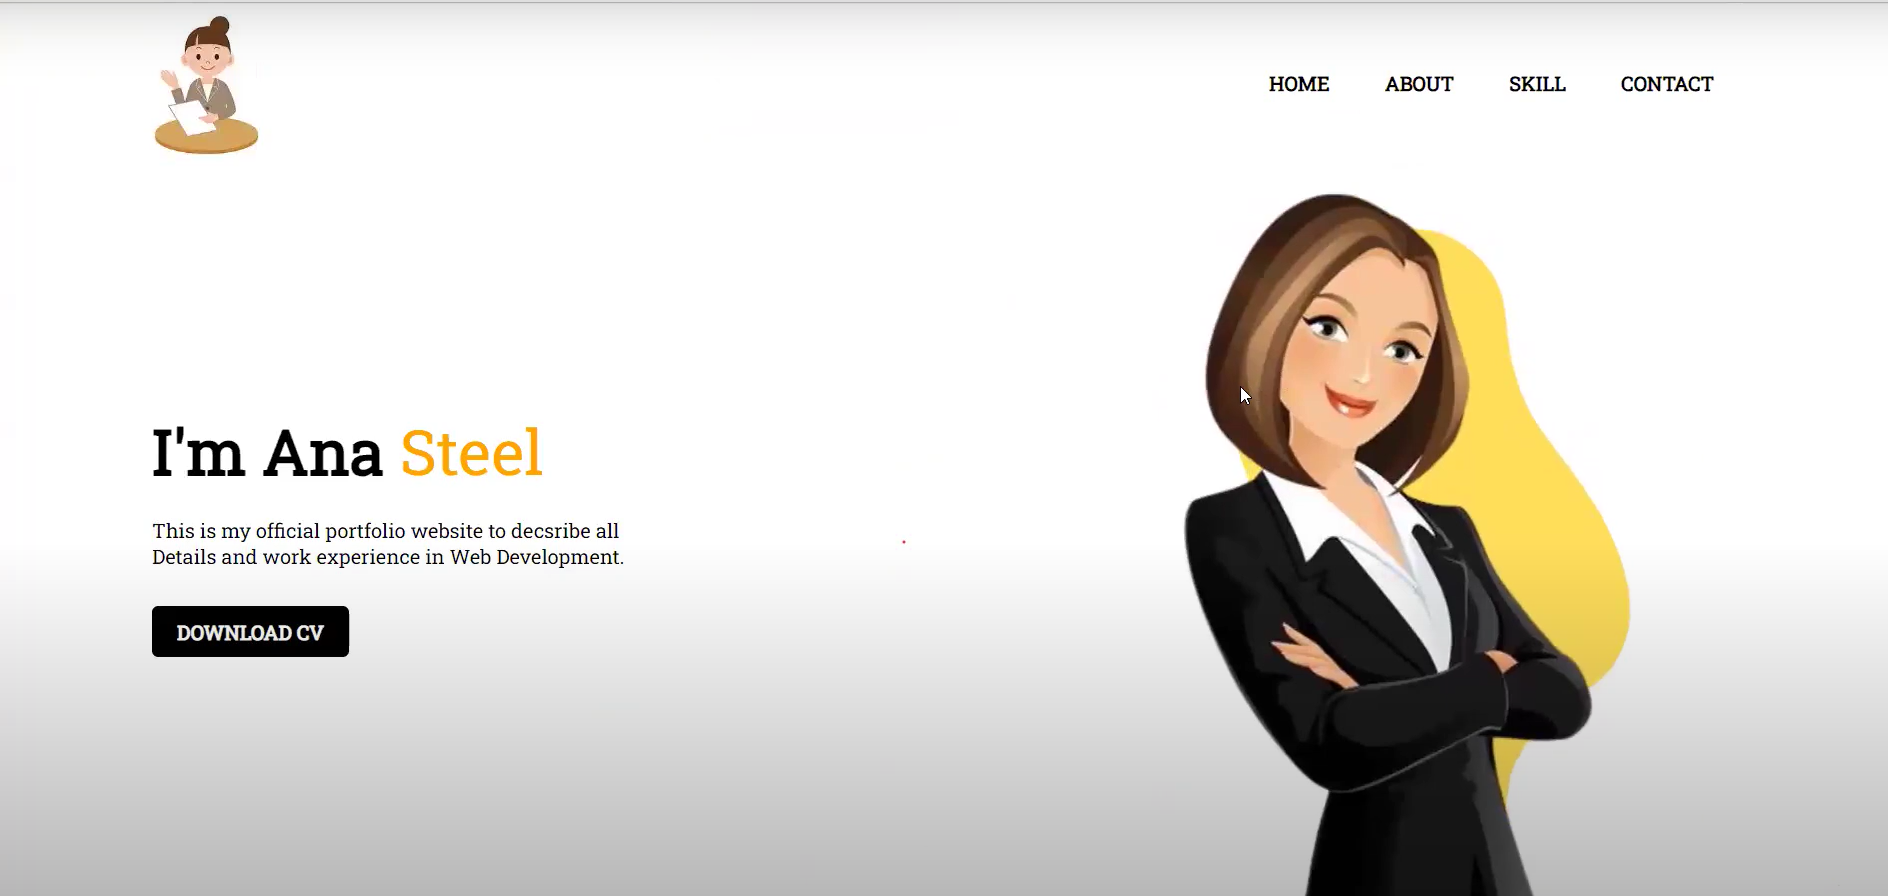 HOME ABOUT SKILL CONTACT
I'm Ana Steel
This is my official portfolio website to decsribe all
Details and work experience in Web Development.
DOWNLOAD CV